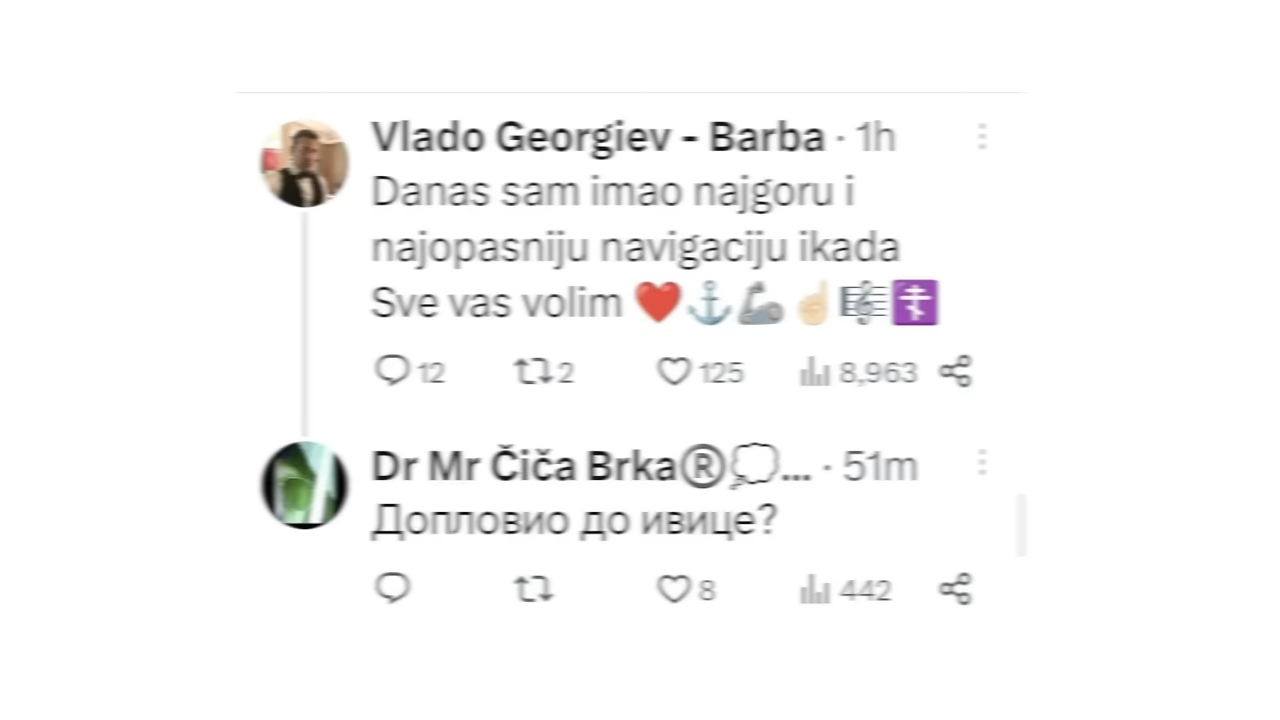 Vlado Georgiev - Barba · 1h
Danas sam imao najgoru i
najopasniju navigaciju ikada
Sve vas volim ❤️⚓🦾☝🏻🎼☦️
12 2 125 8,963
Dr Mr Čiča Brka®💭... · 51m
Допловио до ивице?
8 442